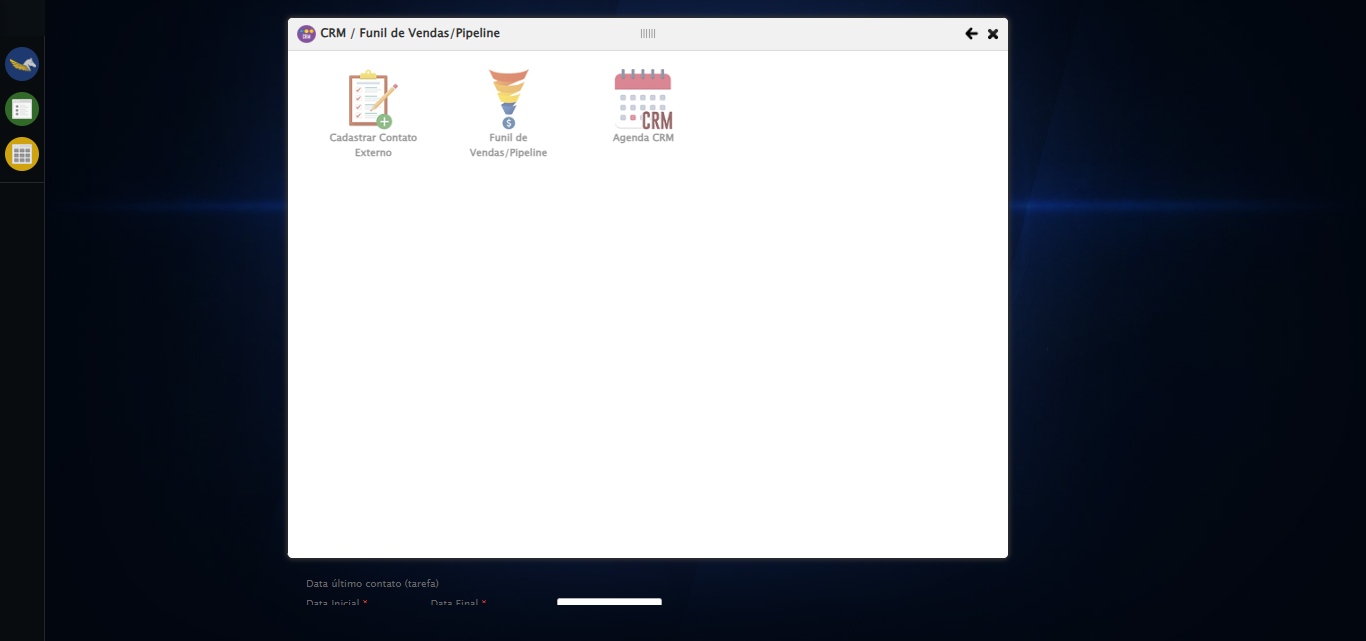 CRM / Funil de Vendas/Pipeline
Cadastrar Contato
Externo
Funil de
Vendas/Pipeline
$
CRM
Agenda CRM
Data último contato (tarefa)
Data Inicial *
Data Final *